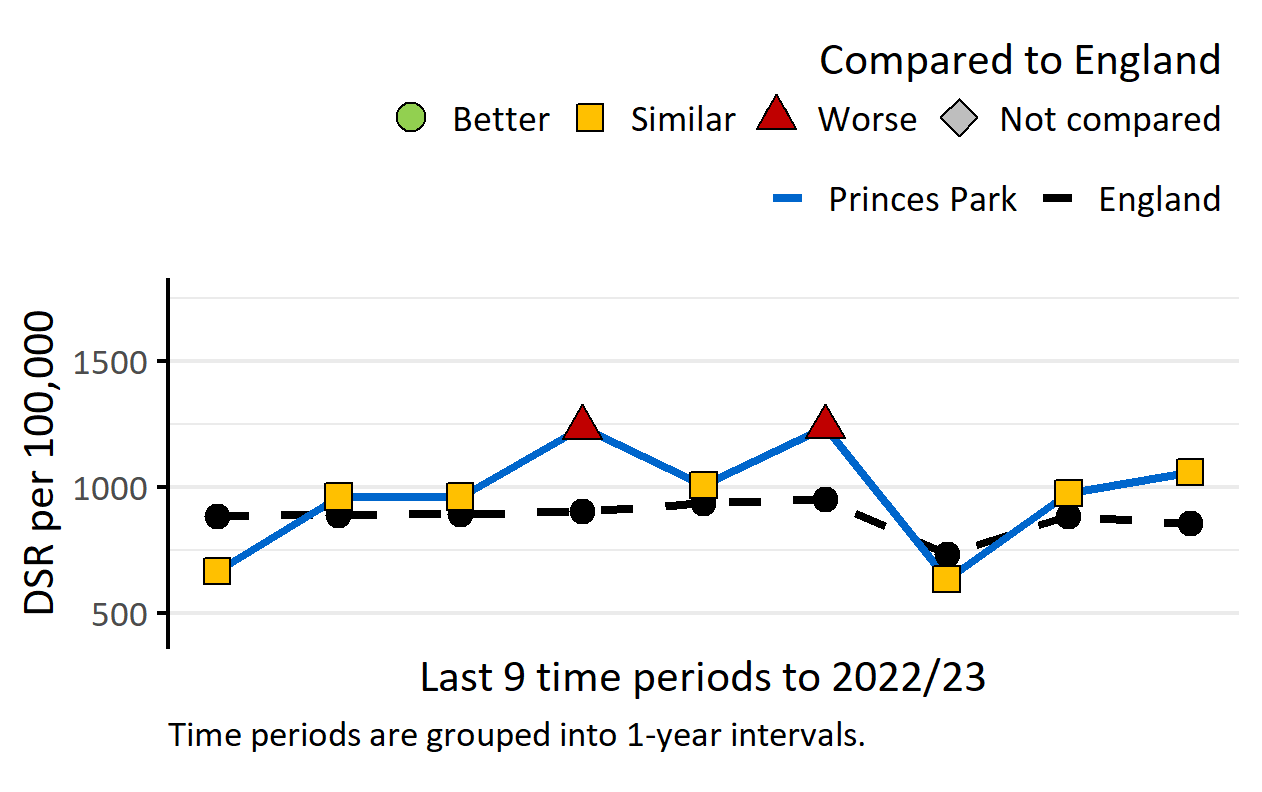 Compared to England
Better Similar Worse Not compared
Princes Park England
DSR per 100,000
1500
1000
500
Last 9 time periods to 2022/23
Time periods are grouped into 1-year intervals.